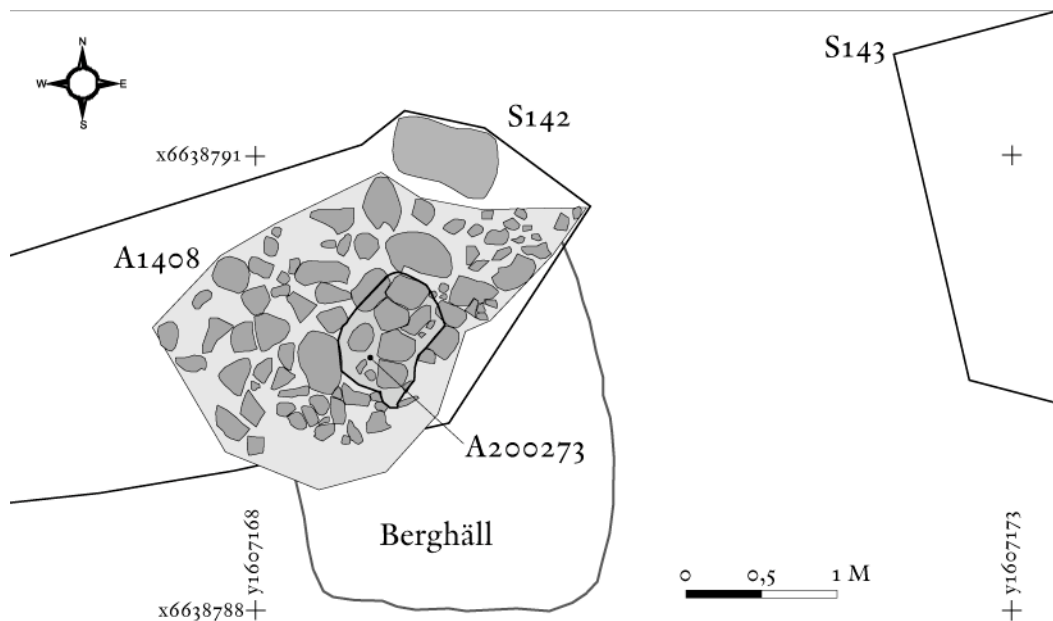 N
W E
S
S143
S142
x6638791
A1408
A200273
Berghäll
y1607168
y1607173
0 0,5 1 M
x6638788